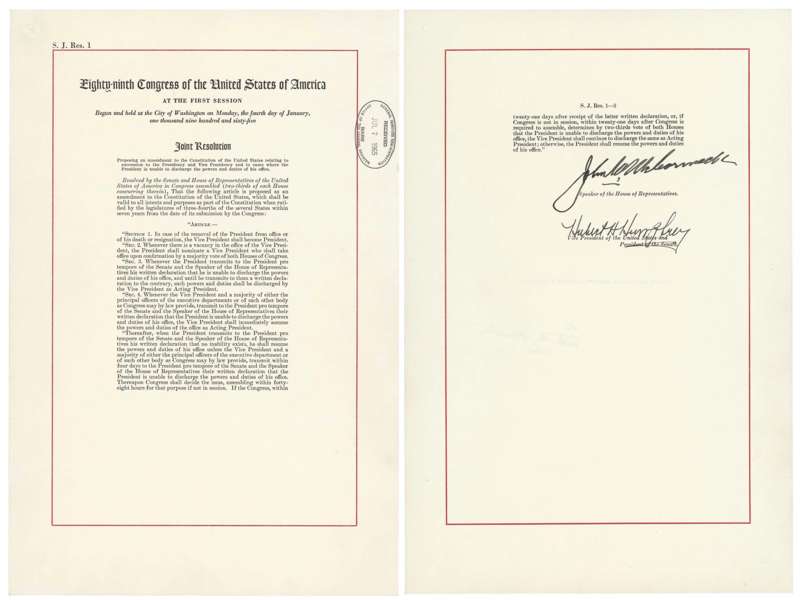 S. J. Res. 1
Eighty-ninth Congress of the United States of America
AT THE FIRST SESSION
Begun and held at the City of Washington on Monday, the fourth day of January,
one thousand nine hundred and sixty-five
Joint Resolution
Proposing an amendment to the Constitution of the United States relating to
succession to the Presidency and Vice Presidency and to cases where the
President is unable to discharge the powers and duties of his office.
Resolved by the Senate and House of Representatives of the United
States of America in Congress assembled (two-thirds of each House
concurring therein), That the following article is proposed as an
amendment to the Constitution of the United States, which shall be
valid to all intents and purposes as part of the Constitution when rati-
fied by the legislatures of three-fourths of the several States within
seven years from the date of its submission by the Congress:
"ARTICLE —
"SECTION 1. In case of the removal of the President from office or
of his death or resignation, the Vice President shall become President.
"SEC. 2. Whenever there is a vacancy in the office of the Vice Presi-
dent, the President shall nominate a Vice President who shall take
office upon confirmation by a majority vote of both Houses of Congress.
"SEC. 3. Whenever the President transmits to the President pro
tempore of the Senate and the Speaker of the House of Representa-
tives his written declaration that he is unable to discharge the powers
and duties of his office, and until he transmits to them a written decla-
ration to the contrary, such powers and duties shall be discharged by
the Vice President as Acting President.
"SEC. 4. Whenever the Vice President and a majority of either the
principal officers of the executive departments or of such other body
as Congress may by law provide, transmit to the President pro tempore
of the Senate and the Speaker of the House of Representatives their
written declaration that the President is unable to discharge the powers
and duties of his office, the Vice President shall immediately assume
the powers and duties of the office as Acting President.
"Thereafter, when the President transmits to the President pro
tempore of the Senate and the Speaker of the House of Representa-
tives his written declaration that no inability exists, he shall resume
the powers and duties of his office unless the Vice President and a
majority of either the principal officers of the executive department or
of such other body as Congress may by law provide, transmit within
four days to the President pro tempore of the Senate and the Speaker
of the House of Representatives their written declaration that the
President is unable to discharge the powers and duties of his office.
Thereupon Congress shall decide the issue, assembling within forty-
eight hours for that purpose if not in session. If the Congress, within
RECEIVED
JUL 7 1965
S. J. Res. 1—2
twenty-one days after receipt of the latter written declaration, or, if
Congress is not in session, within twenty-one days after Congress is
required to assemble, determines by two-thirds vote of both Houses
that the President is unable to discharge the powers and duties of his
office, the Vice President shall continue to discharge the same as Acting
President; otherwise, the President shall resume the powers and duties
of his office."
John W McCormack
Speaker of the House of Representatives.
Hubert H Humphrey
Vice President of the United States and
President of the Senate.